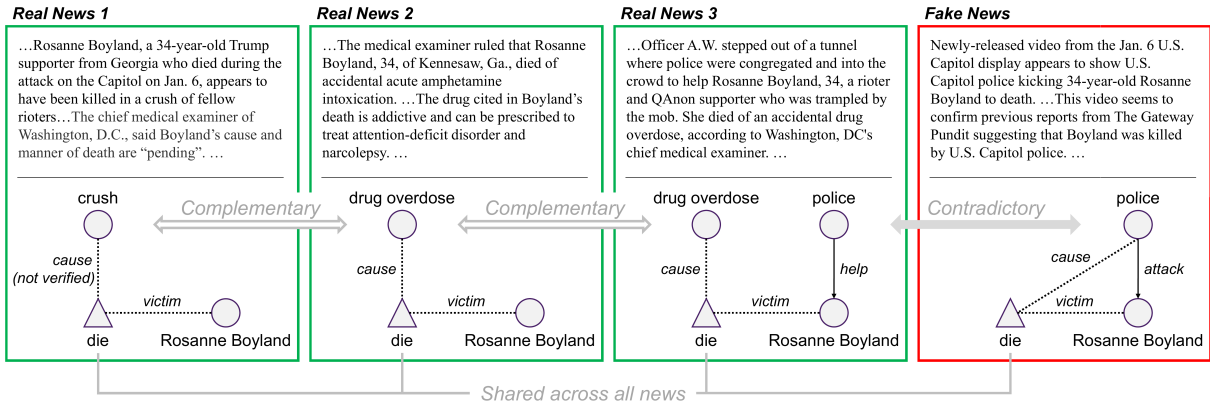 Real News 1
…Rosanne Boyland, a 34-year-old Trump
supporter from Georgia who died during the
attack on the Capitol on Jan. 6, appears to
have been killed in a crush of fellow
rioters…The chief medical examiner of
Washington, D.C., said Boyland’s cause and
manner of death are “pending”. …
crush
cause
(not verified)
victim
die
Rosanne Boyland
Real News 2
…The medical examiner ruled that Rosanne
Boyland, 34, of Kennesaw, Ga., died of
accidental acute amphetamine
intoxication. …The drug cited in Boyland’s
death is addictive and can be prescribed to
treat attention-deficit disorder and
narcolepsy. …
drug overdose
cause
victim
die
Rosanne Boyland
Real News 3
…Officer A.W. stepped out of a tunnel
where police were congregated and into the
crowd to help Rosanne Boyland, 34, a rioter
and QAnon supporter who was trampled by
the mob. She died of an accidental drug
overdose, according to Washington, DC's
chief medical examiner. …
drug overdose
police
cause
help
victim
die
Rosanne Boyland
Fake News
Newly-released video from the Jan. 6 U.S.
Capitol display appears to show U.S.
Capitol police kicking 34-year-old Rosanne
Boyland to death. …This video seems to
confirm previous reports from The Gateway
Pundit suggesting that Boyland was killed
by U.S. Capitol police. …
police
cause
attack
victim
die
Rosanne Boyland
Complementary
Complementary
Contradictory
Shared across all news